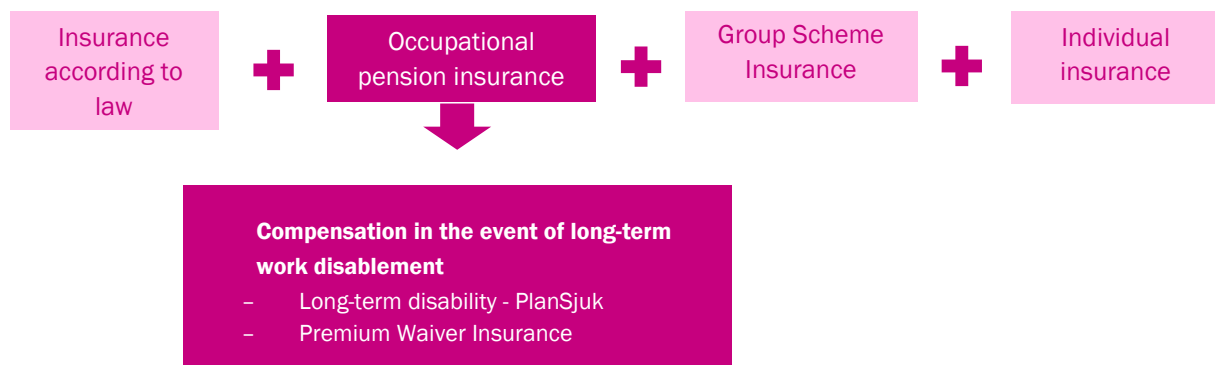 Insurance
according to
law
Occupational
pension insurance
Group Scheme
Insurance
Individual
insurance
Compensation in the event of long-term
work disablement
– Long-term disability - PlanSjuk
– Premium Waiver Insurance